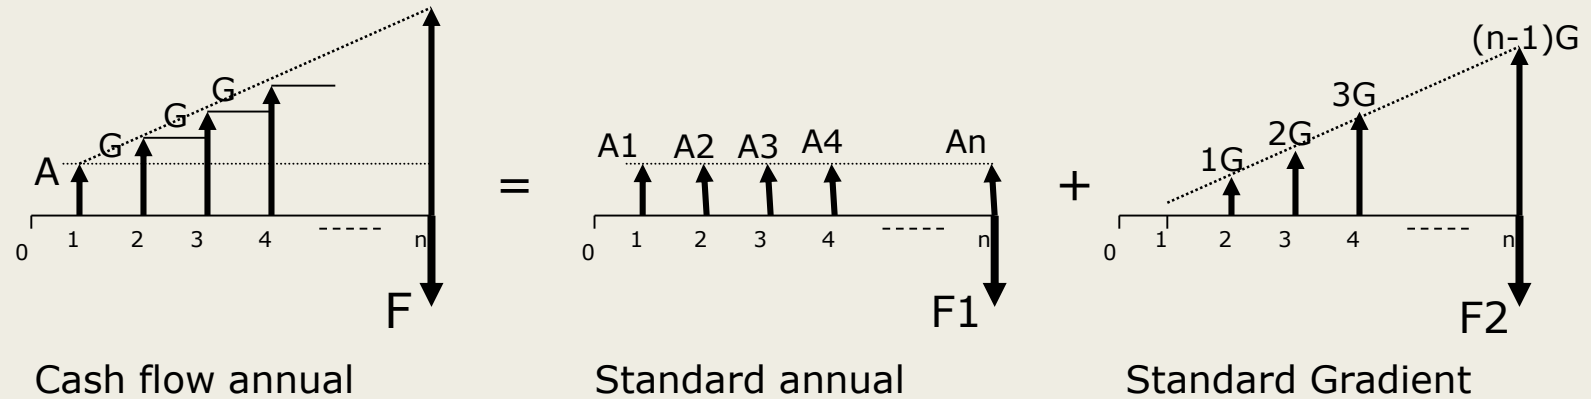 (n-1)G
G
3G
G
2G
G
A1 A2 A3 A4 An
1G
A
=
+
0 1 2 3 4 ------ n
0 1 2 3 4 ------ n
0 1 2 3 4 ------ n
F
F1
F2
Cash flow annual
Standard annual
Standard Gradient